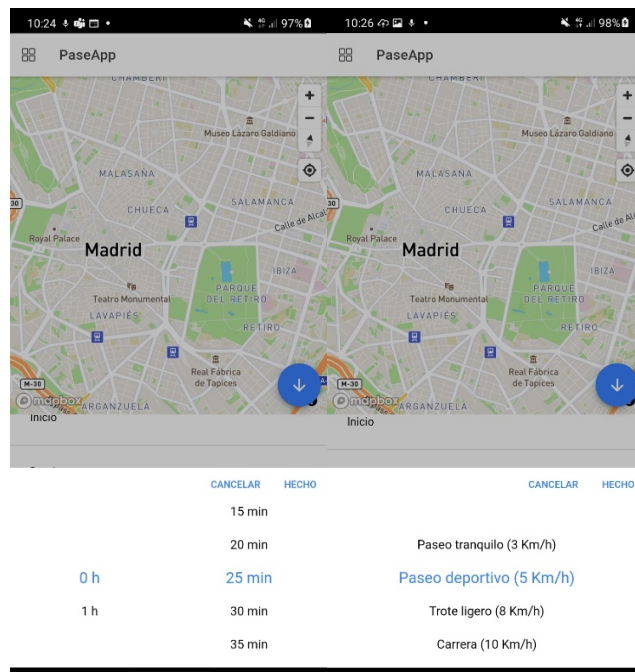 10:24 4G 97%
PaseApp
CHAMBERÍ
Museo Lázaro Galdiano
MALASAÑA
SALAMANCA
30
CHUECA
Calle de Alcal
Royal Palace
Madrid
IBIZA
Teatro Monumental
PARQUE
DEL RETIRO
LAVAPIÉS
RETIRO
Real Fábrica
de Tapices
M-30
mapbox
ARGANZUELA
Inicio
CANCELAR HECHO
15 min
20 min
0 h 25 min
1 h 30 min
35 min
10:26 4G 98%
PaseApp
CHAMBERÍ
Museo Lázaro Galdiano
MALASAÑA
SALAMANCA
30
CHUECA
Calle de Al
Royal Palace
Madrid
IBIZA
Teatro Monumental
PARQUE
DEL RETIRO
LAVAPIÉS
RETIRO
Real Fábrica
de Tapices
M-30
mapbox
ARGANZUELA
Inicio
CANCELAR HECHO
Paseo tranquilo (3 Km/h)
Paseo deportivo (5 Km/h)
Trote ligero (8 Km/h)
Carrera (10 Km/h)